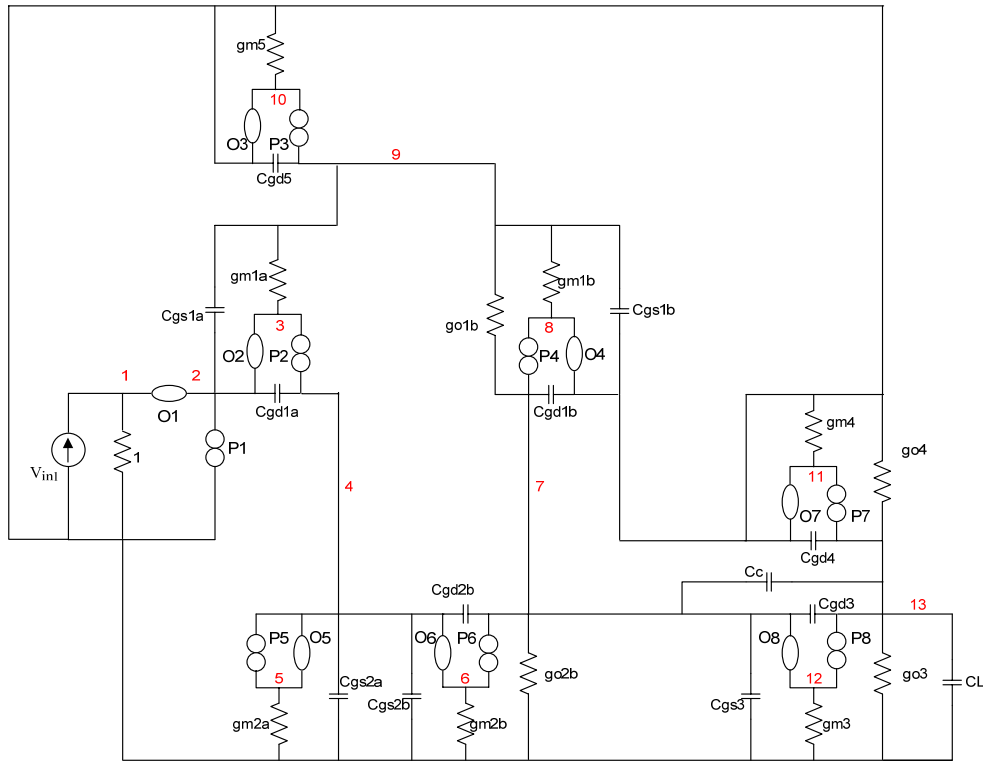 gm5
10
O3
P3
9
Cgd5
gm1a
gm1b
Cgs1a
go1b
Cgs1b
3
8
O2
P2
P4
O4
1
2
Cgd1a
Cgd1b
O1
gm4
go4
P1
Vin1
1
11
4
7
O7
P7
Cgd4
Cc
Cgd2b
Cgd3
13
P5
O5
O6
P6
O8
P8
5
Cgs2a
6
go2b
12
go3
CL
Cgs2b
Cgs3
gm2a
gm2b
gm3